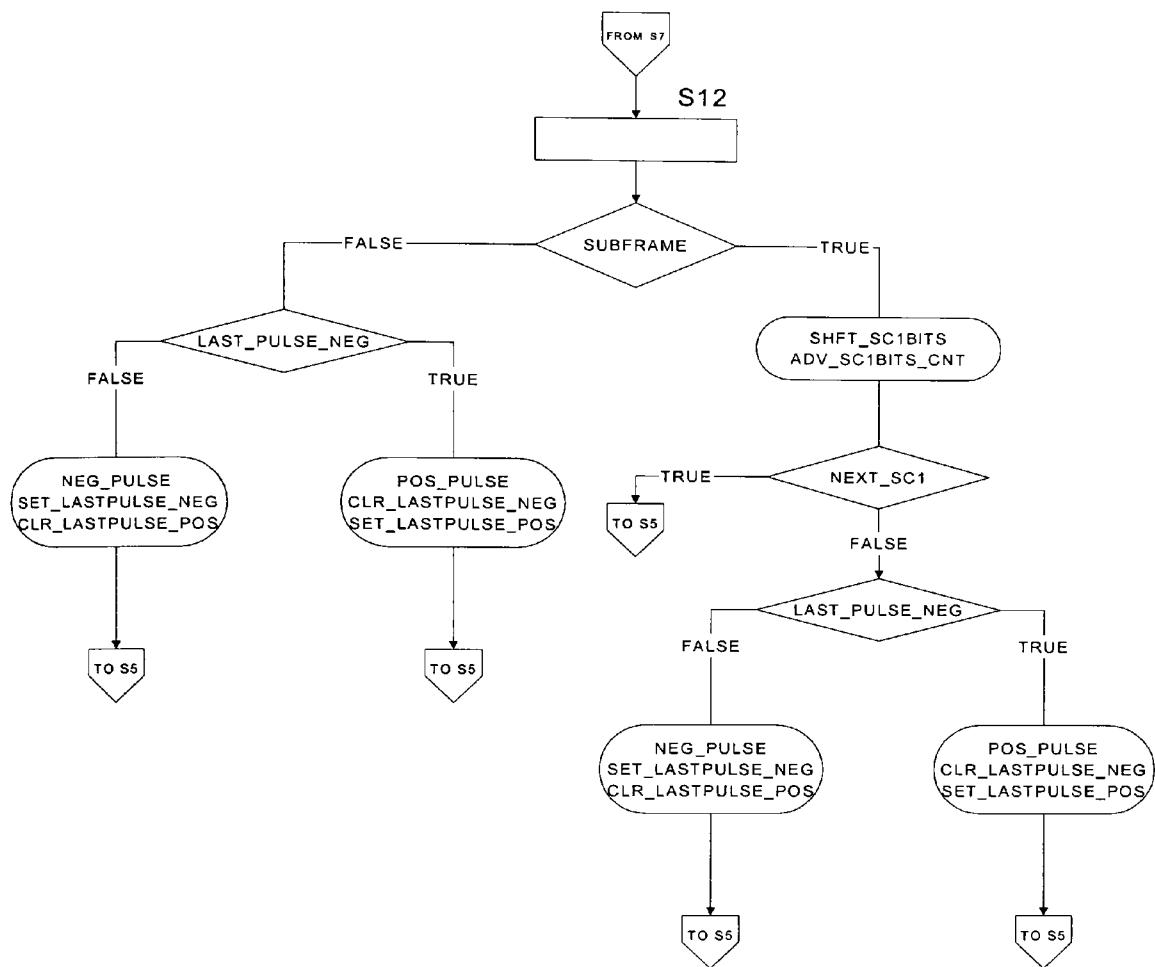 FROM S7
S12
SUBFRAME
FALSE
TRUE
LAST_PULSE_NEG
FALSE
TRUE
NEG_PULSE
SET_LASTPULSE_NEG
CLR_LASTPULSE_POS
POS_PULSE
CLR_LASTPULSE_NEG
SET_LASTPULSE_POS
TO S5
TO S5
SHFT_SC1BITS
ADV_SC1BITS_CNT
NEXT_SC1
TRUE
TO S5
FALSE
LAST_PULSE_NEG
FALSE
TRUE
NEG_PULSE
SET_LASTPULSE_NEG
CLR_LASTPULSE_POS
POS_PULSE
CLR_LASTPULSE_NEG
SET_LASTPULSE_POS
TO S5
TO S5